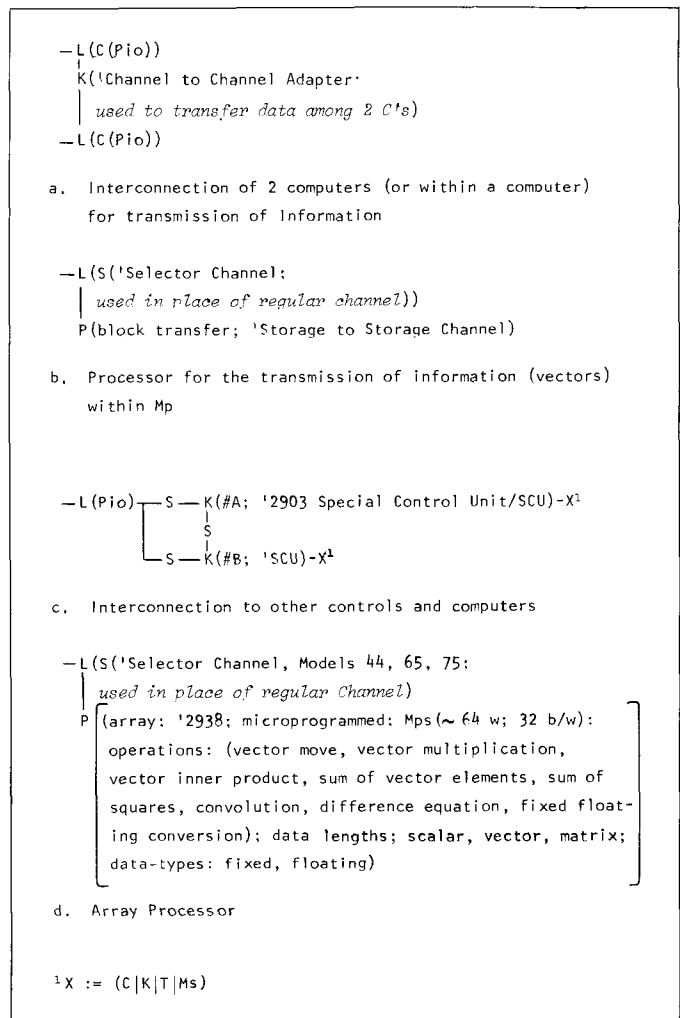 —L(C(Pio))
K('Channel to Channel Adapter·
used to transfer data among 2 C's)
—L(C(Pio))
a. Interconnection of 2 computers (or within a computer)
for transmission of Information
—L(S('Selector Channel;
used in place of regular channel))
P(block transfer; 'Storage to Storage Channel)
b. Processor for the transmission of information (vectors)
within Mp
—L(Pio)—S—K(#A; '2903 Special Control Unit/SCU)-X¹
S
S—K(#B; 'SCU)-X¹
c. Interconnection to other controls and computers
—L(S('Selector Channel, Models 44, 65, 75;
used in place of regular Channel)
P (array: '2938; microprogrammed: Mps(~ 64 w; 32 b/w):
operations: (vector move, vector multiplication,
vector inner product, sum of vector elements, sum of
squares, convolution, difference equation, fixed float-
ing conversion); data lengths; scalar, vector, matrix;
data-types: fixed, floating)
d. Array Processor
¹X := (C|K|T|Ms)